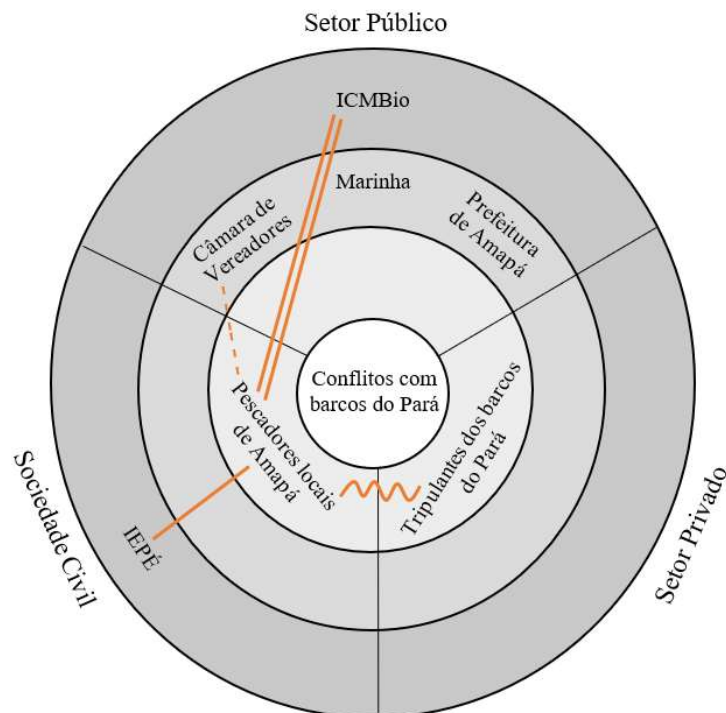 Setor Público
ICMBio
Marinha
Câmara de
Vereadores
Prefeitura
de Amapá
Conflitos com
barcos do Pará
Pescadores locais
de Amapá
Tripulantes dos barcos
do Pará
IEPÉ
Sociedade Civil
Setor Privado